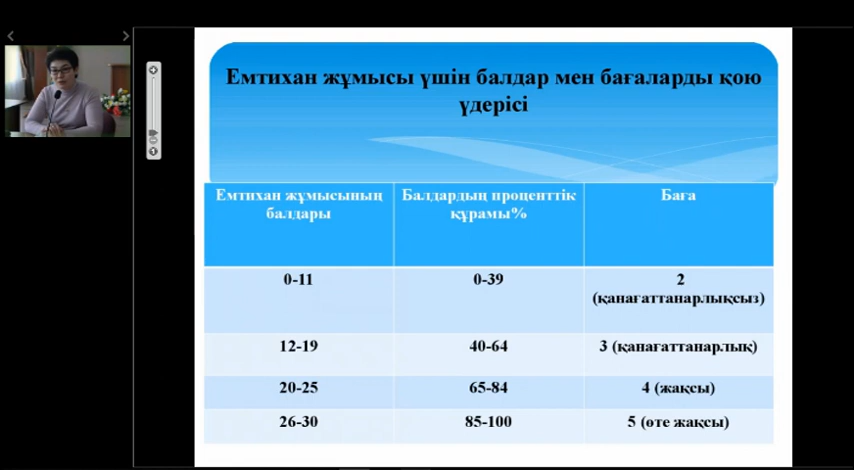 Емтихан жұмысы үшін балдар мен бағаларды қою
үдерісі
Емтихан жұмысының
балдары
Балдардың проценттік
құрамы%
Баға
0-11
0-39
2
(қанағаттанарлықсыз)
12-19
40-64
3 (қанағаттанарлық)
20-25
65-84
4 (жақсы)
26-30
85-100
5 (өте жақсы)